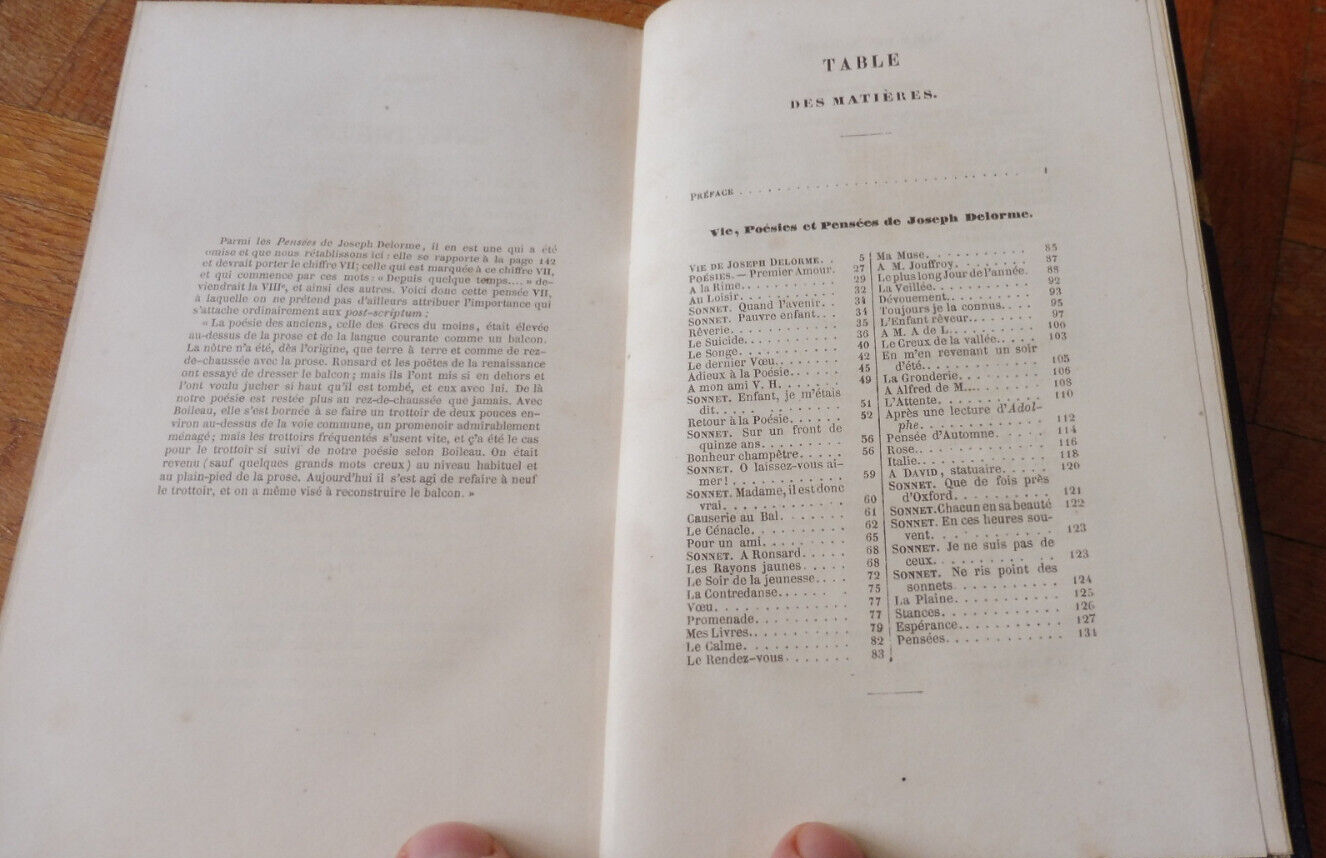 Parmi les Pensées de Joseph Delorme, il en est une qui a été
omise et que nous rétablissons ici : elle se rapporte à la page 142
et devrait porter le chiffre VII; celle qui est marquée à ce chiffre VII,
et qui commence par ces mots : « Depuis quelque temps.... » de-
viendrait la VIIIe, et ainsi des autres. Voici donc cette pensée VII,
à laquelle on ne prétend pas d'ailleurs attribuer l'importance qui
s'attache ordinairement aux post-scriptum ;
« La poésie des anciens, celle des Grecs du moins, était élevée
au-dessus de la prose et de la langue courante comme un balcon.
La nôtre n'a été, dès l'origine, que terre à terre et comme de rez-
de-chaussée avec la prose. Ronsard et les poëtes de la renaissance
ont essayé de dresser le balcon; mais ils l'ont mis si en dehors et
l'ont voulu jucher si haut qu'il est tombé, et eux avec lui. De là
notre poésie est restée plus au rez-de-chaussée que jamais. Avec
Boileau, elle s'est bornée à se faire un trottoir de deux pouces en-
viron au-dessus de la voie commune, un promenoir admirablement
ménagé; mais les trottoirs fréquentés s'usent vite, et ç'a été le cas
pour le trottoir si suivi de notre poésie selon Boileau. On était
revenu (sauf quelques grands mots creux) au niveau habituel et
au plain-pied de la prose. Aujourd'hui il s'est agi de refaire à neuf
le trottoir, et on a même visé à reconstruire le balcon. »
TABLE
DES MATIÈRES.
PRÉFACE . . . . . . . . . . 1
Vie, Poésies et Pensées de Joseph Delorme.
VIE DE JOSEPH DELORME. . 5
POÉSIES. — Premier Amour. 27
A la Rime. . . . . . 29
Au Loisir. . . . . . 32
SONNET. Quand l'avenir. . 34
SONNET. Pauvre enfant. . . 34
Rêverie. . . . . . 35
Le Suicide. . . . . . 36
Le Songe. . . . . . 40
Le dernier Vœu. . . . . . 42
Adieux à la Poésie. . . . . . 45
A mon ami V. H. . . . . . 49
SONNET. Enfant, je m'étais
dit. . . . . . 51
Retour à la Poésie. . . . . . 52
SONNET. Sur un front de
quinze ans. . . . . . 56
Bonheur champêtre. . . . . . 56
SONNET. O laissez-vous ai-
mer! . . . . . . 59
SONNET. Madame, il est donc
vrai. . . . . . 60
Causerie au Bal. . . . . . 61
Le Cénacle. . . . . . 62
Pour un ami. . . . . . 65
SONNET. A Ronsard. . . . . 68
Les Rayons jaunes. . . . . 68
Le Soir de la jeunesse. . . . 72
La Contredanse. . . . . . 75
Vœu. . . . . . 77
Promenade. . . . . . 77
Mes Livres. . . . . . 79
Le Calme. . . . . . 82
Le Rendez-vous. . . . . . 83
Ma Muse. . . . . . 85
A M. Jouffroy. . . . . . 87
Le plus long Jour de l'année. 88
La Veillée. . . . . . 92
Dévouement. . . . . . 93
Toujours je la connus. . . . 95
L'Enfant rêveur. . . . . . 97
A M. A de L. . . . . . 100
Le Creux de la vallée. . . 103
En m'en revenant un soir
d'été. . . . . . 105
La Gronderie. . . . . . 106
A Alfred de M.... . . . . 108
L'Attente. . . . . . 110
Après une lecture d'Adol-
phe. . . . . . 112
Pensée d'Automne. . . . . 114
Rose. . . . . . 116
Italie. . . . . . 118
A DAVID, statuaire. . . . . 120
SONNET. Que de fois près
d'Oxford. . . . . . 121
SONNET. Chacun en sa beauté 122
SONNET. En ces heures sou-
vent. . . . . . 123
SONNET. Je ne suis pas de
ceux. . . . . . 123
SONNET. Ne ris point des
sonnets. . . . . . 124
La Plaine. . . . . . 125
Stances. . . . . . 126
Espérance. . . . . . 127
Pensées. . . . . . 131